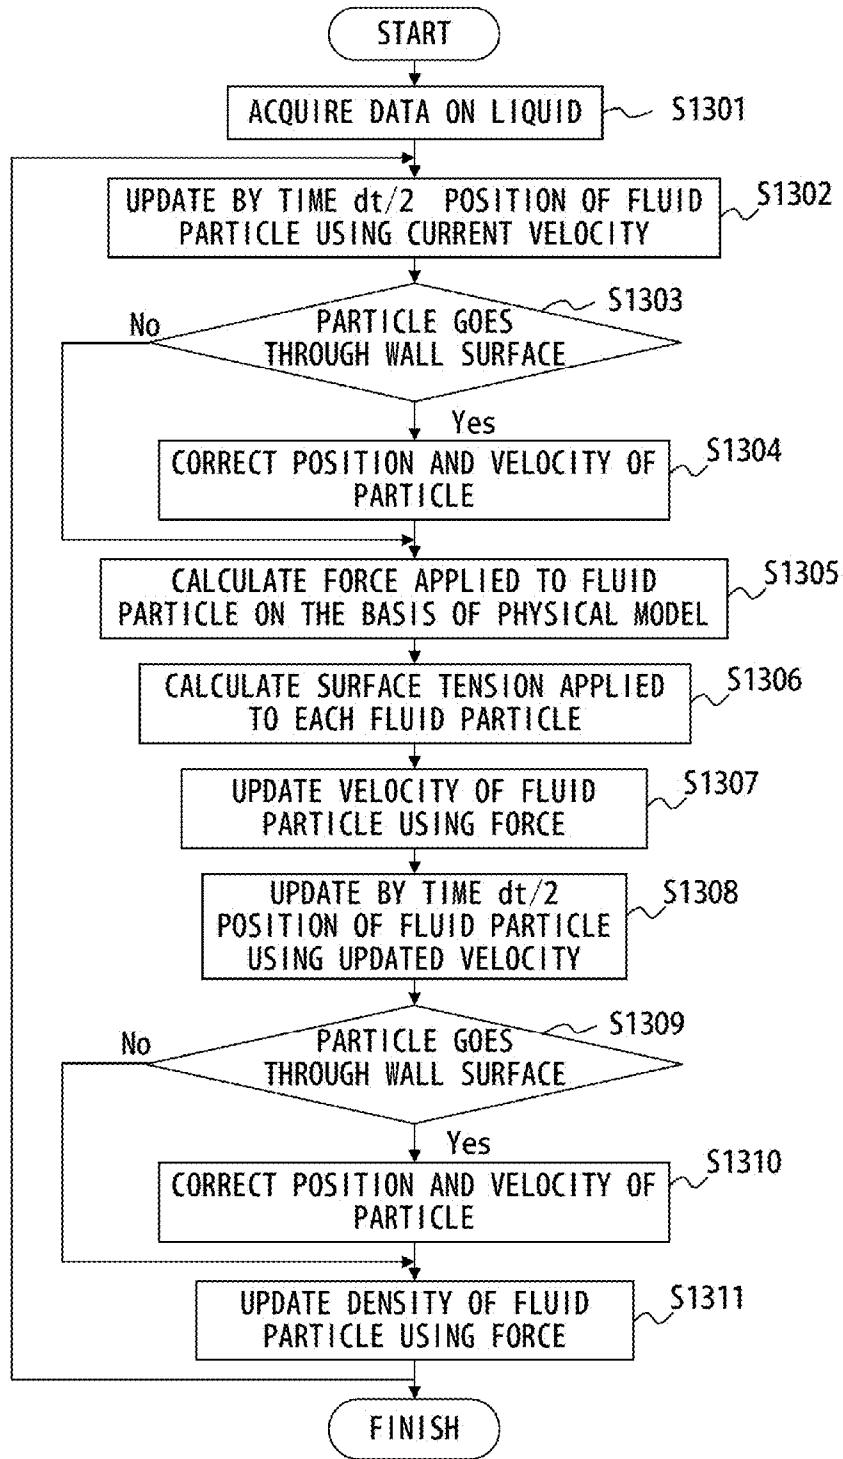 START
ACQUIRE DATA ON LIQUID
S1301
UPDATE BY TIME dt/2 POSITION OF FLUID
PARTICLE USING CURRENT VELOCITY
S1302
PARTICLE GOES
THROUGH WALL SURFACE
S1303
No
Yes
CORRECT POSITION AND VELOCITY OF
PARTICLE
S1304
CALCULATE FORCE APPLIED TO FLUID
PARTICLE ON THE BASIS OF PHYSICAL MODEL
S1305
CALCULATE SURFACE TENSION APPLIED
TO EACH FLUID PARTICLE
S1306
UPDATE VELOCITY OF FLUID
PARTICLE USING FORCE
S1307
UPDATE BY TIME dt/2
POSITION OF FLUID PARTICLE
USING UPDATED VELOCITY
S1308
PARTICLE GOES
THROUGH WALL SURFACE
S1309
No
Yes
CORRECT POSITION AND VELOCITY OF
PARTICLE
S1310
UPDATE DENSITY OF FLUID
PARTICLE USING FORCE
S1311
FINISH